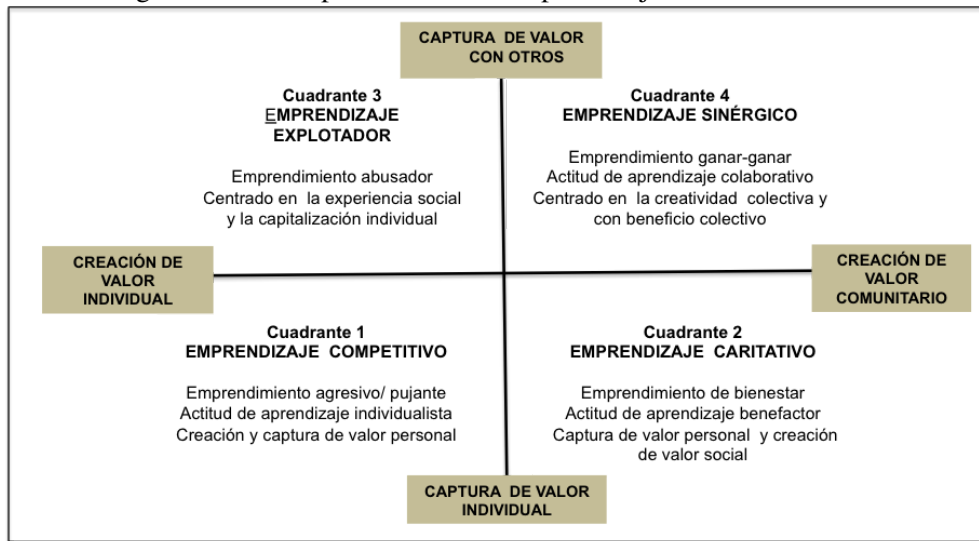 CAPTURA DE VALOR
CON OTROS
Cuadrante 3
EMPRENDIZAJE
EXPLOTADOR
Emprendimiento abusador
Centrado en la experiencia social
y la capitalización individual
Cuadrante 4
EMPRENDIZAJE SINÉRGICO
Emprendimiento ganar-ganar
Actitud de aprendizaje colaborativo
Centrado en la creatividad colectiva y
con beneficio colectivo
CREACIÓN DE
VALOR
INDIVIDUAL
CREACIÓN DE
VALOR
COMUNITARIO
Cuadrante 1
EMPRENDIZAJE COMPETITIVO
Emprendimiento agresivo/ pujante
Actitud de aprendizaje individualista
Creación y captura de valor personal
Cuadrante 2
EMPRENDIZAJE CARITATIVO
Emprendimiento de bienestar
Actitud de aprendizaje benefactor
Captura de valor personal y creación
de valor social
CAPTURA DE VALOR
INDIVIDUAL